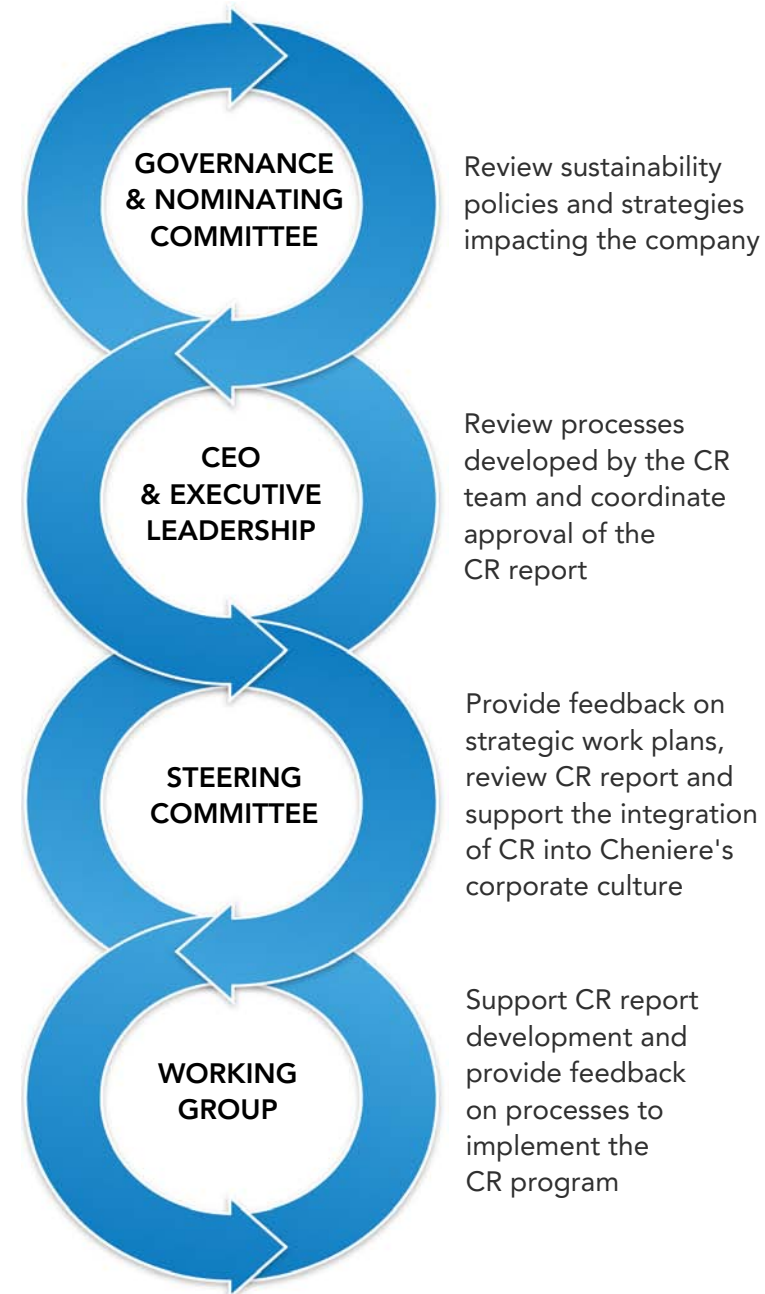 GOVERNANCE
& NOMINATING
COMMITTEE
Review sustainability
policies and strategies
impacting the company
CEO
& EXECUTIVE
LEADERSHIP
Review processes
developed by the CR
team and coordinate
approval of the
CR report
STEERING
COMMITTEE
Provide feedback on
strategic work plans,
review CR report and
support the integration
of CR into Cheniere's
corporate culture
WORKING
GROUP
Support CR report
development and
provide feedback
on processes to
implement the
CR program